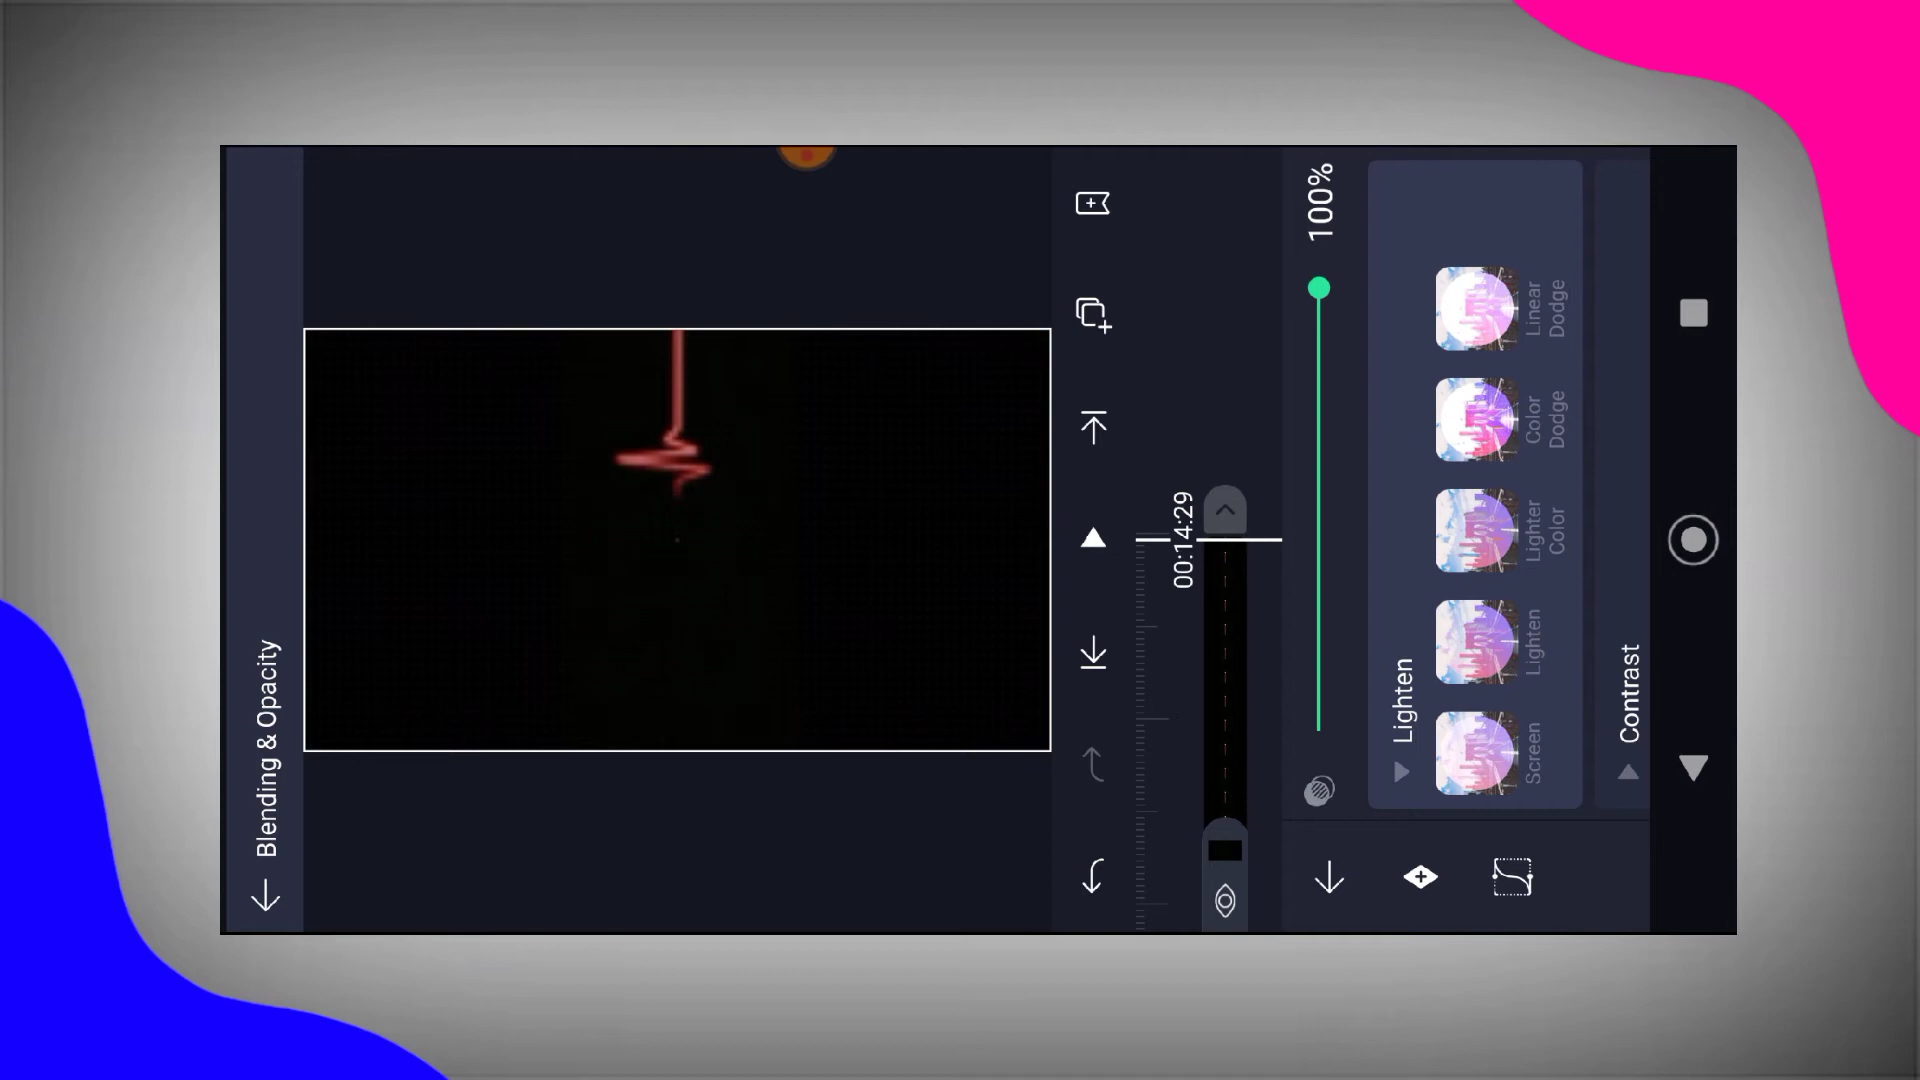 Blending & Opacity
00:14:29
100%
Lighten
Screen
Lighten
Lighter
Color
Color
Dodge
Linear
Dodge
Contrast